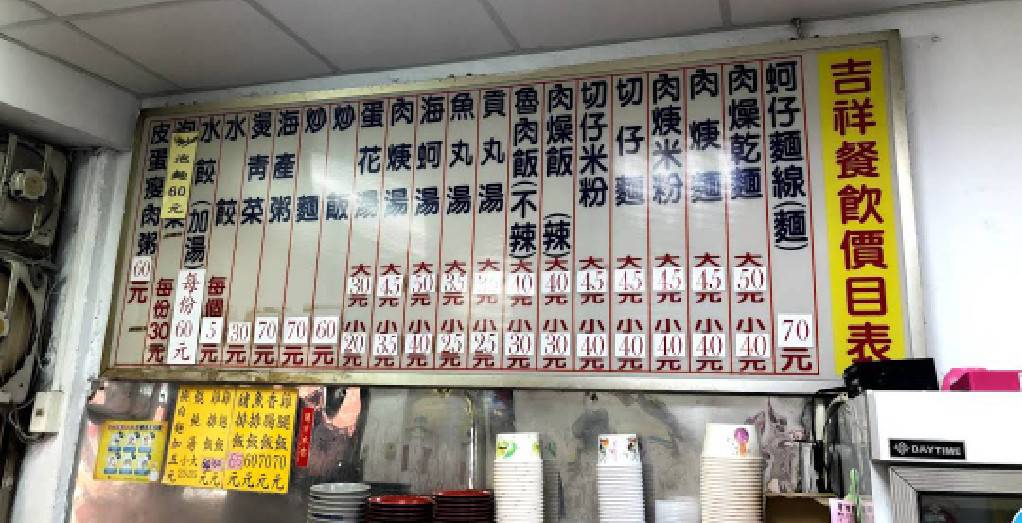 吉祥餐飲價目表
蚵仔麵線(麵) 70元
肉燥乾麵 大50元 小40元
肉焿麵 大45元 小40元
肉焿米粉 大45元 小40元
切仔麵 大45元 小40元
切仔米粉 大45元 小40元
肉燥飯(辣) 大40元 小30元
魯肉飯(不辣) 大40元 小30元
貢丸湯 大元 小25元
魚丸湯 大35元 小25元
海蚵湯 大50元 小40元
肉焿湯 大45元 小35元
蛋花湯 大30元 小20元
炒飯 60元
炒麵 70元
海產粥 70元
燙青菜 30元
水餃 每個5元
水餃(加湯) 每份60元
泡麵60元
每份30元
皮蛋瘦肉粥 60元
DAYTIME